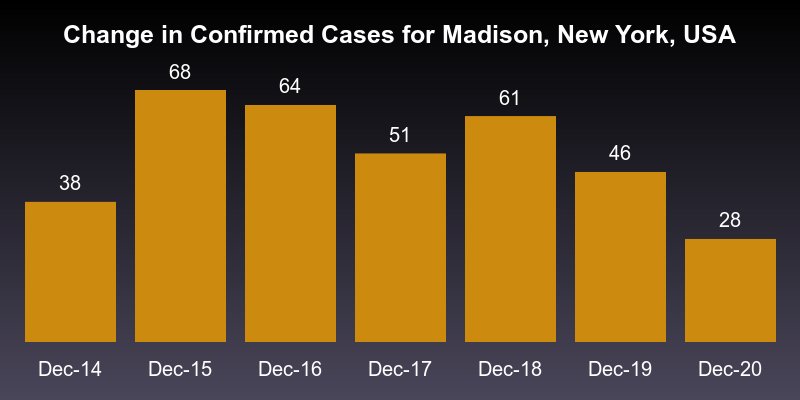 Change in Confirmed Cases for Madison, New York, USA
38
68
64
51
61
46
28
Dec-14
Dec-15
Dec-16
Dec-17
Dec-18
Dec-19
Dec-20